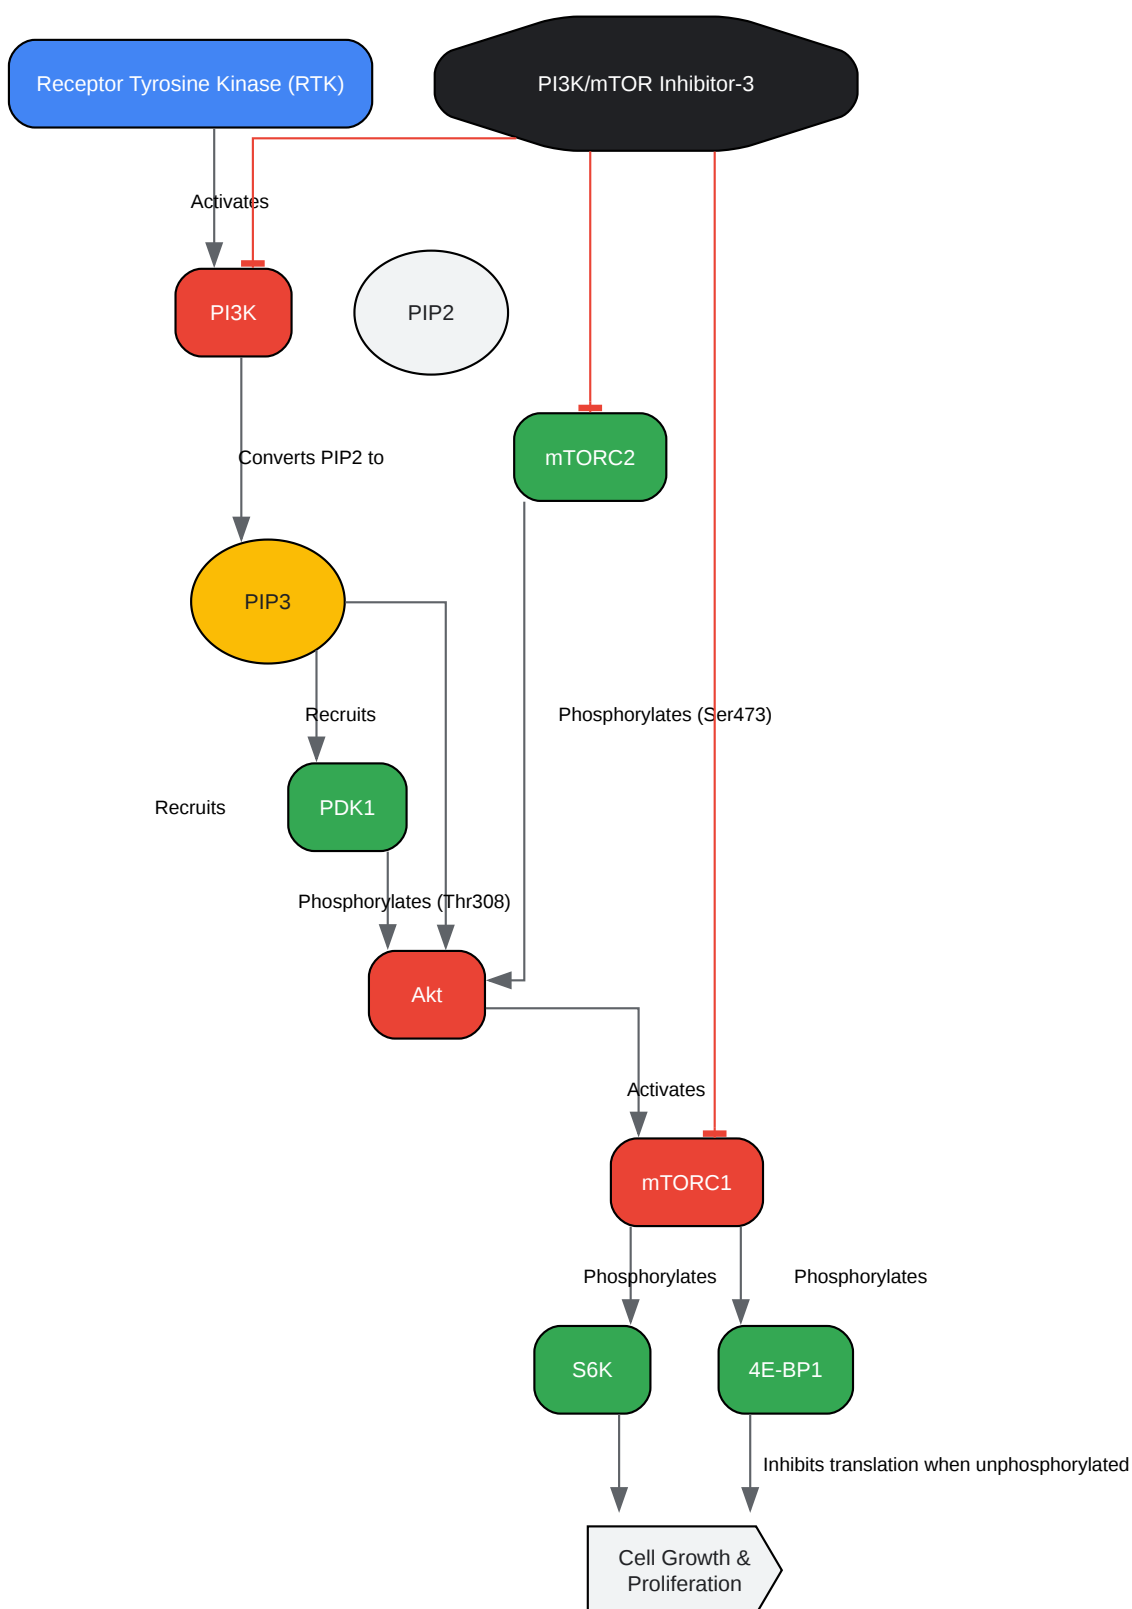 Receptor Tyrosine Kinase (RTK)
PI3K/mTOR Inhibitor-3
Activates
PI3K
PIP2
Converts PIP2 to
mTORC2
PIP3
Recruits
Phosphorylates (Ser473)
Recruits
PDK1
Phosphorylates (Thr308)
Akt
Activates
mTORC1
Phosphorylates
Phosphorylates
S6K
4E-BP1
Inhibits translation when unphosphorylated
Cell Growth &
Proliferation